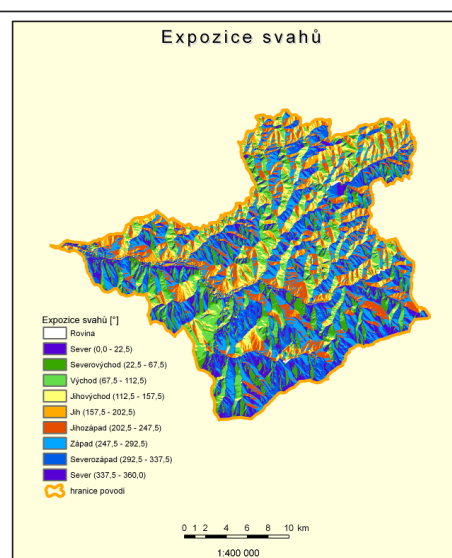 Expozice svahů
Expozice svahů [°]
Rovina
Sever (0,0 - 22,5)
Severovýchod (22,5 - 67,5)
Východ (67,5 - 112,5)
Jihovýchod (112,5 - 157,5)
Jih (157,5 - 202,5)
Jihozápad (202,5 - 247,5)
Západ (247,5 - 292,5)
Severozápad (292,5 - 337,5)
Sever (337,5 - 360,0)
hranice povodí
0 1 2 4 6 8 10 km
1:400 000